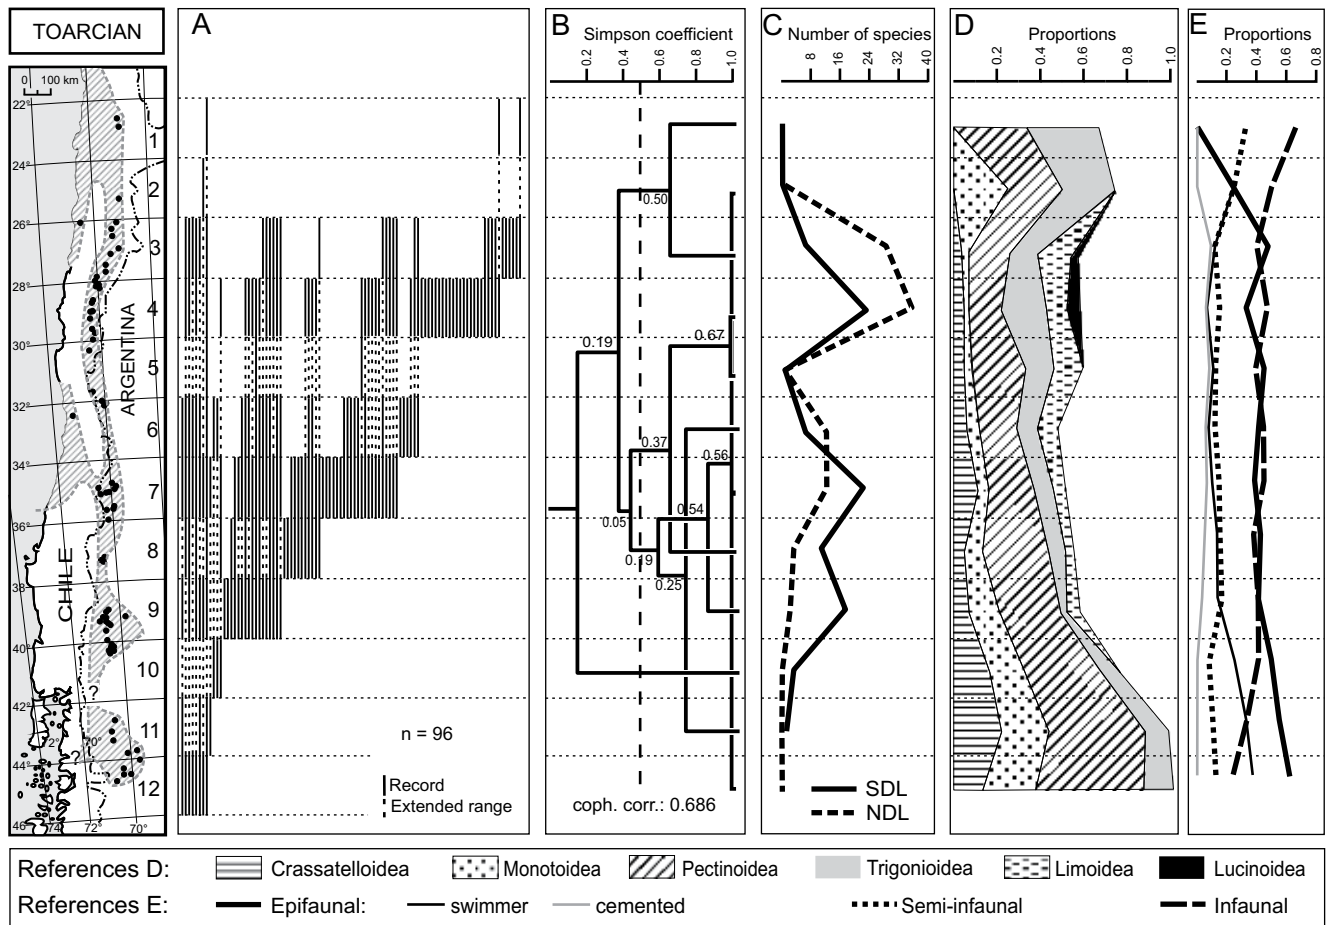 TOARCIAN
A
B
Simpson coefficient
0.2 0.4 0.6 0.8 1.0
C
Number of species
8 16 24 32 40
D
Proportions
0.2 0.4 0.6 0.8 1.0
E
Proportions
0.2 0.4 0.6 0.8
0 100 km
22°
24°
26°
28°
30°
32°
34°
36°
38°
40°
42°
44°
46
1
2
3
4
5
6
7
8
9
10
11
12
ARGENTINA
CHILE
?
?
72° 70°
74° 72° 70°
n = 96
Record
Extended range
0.50
0.19
0.67
0.37
0.56
0.05
0.54
0.19
0.25
coph. corr.: 0.686
SDL
NDL
References D: Crassatelloidea Monotoidea Pectinoidea Trigonioidea Limoidea Lucinoidea
References E: Epifaunal: swimmer cemented Semi-infaunal Infaunal